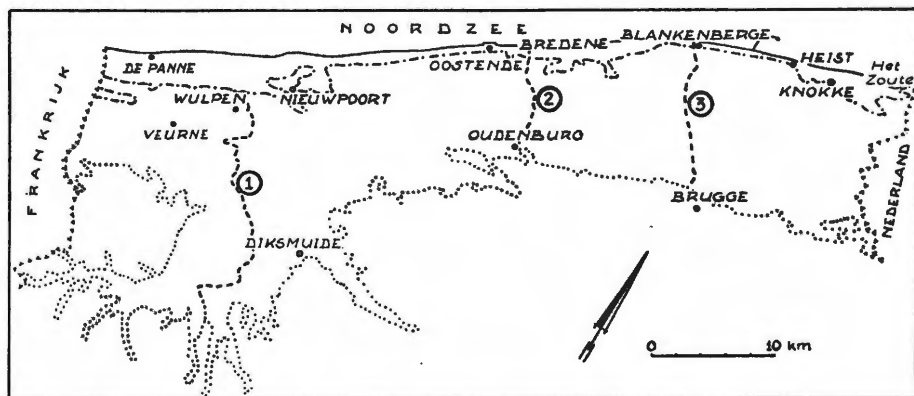 NOORDZEE
BLANKENBERGE
BREDENE
OOSTENDE
HEIST
Het
Zoute
KNOKKE
DE PANNE
WULPEN
NIEUWPOORT
VEURNE
FRANKRIJK
OUDENBURG
BRUGGE
DIKSMUIDE
NEDERLAND
1
2
3
0 10 km